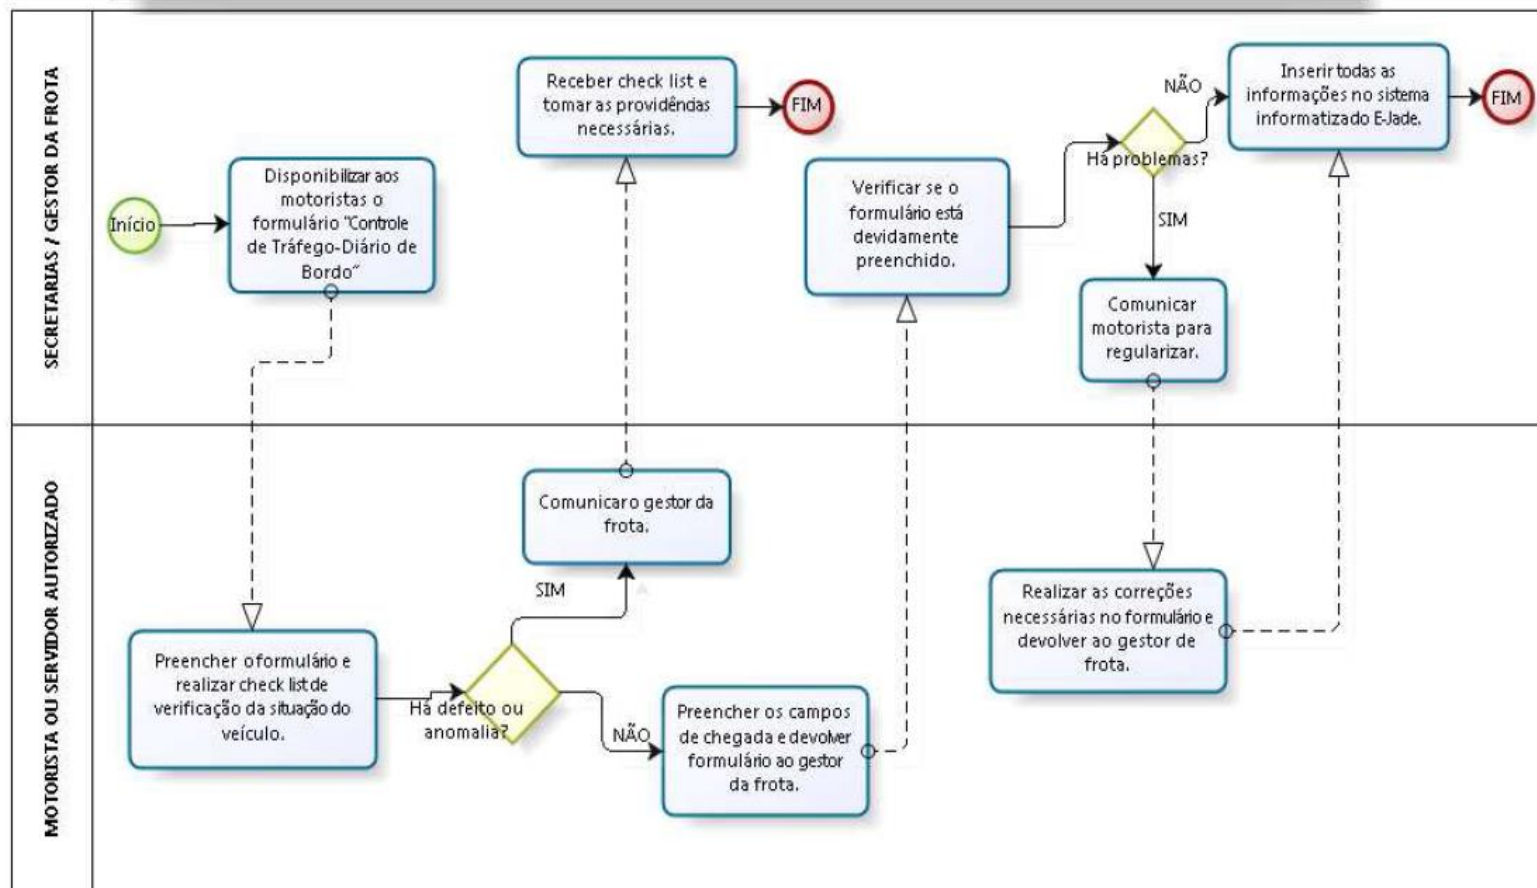 SECRETARIAS / GESTOR DA FROTA
Início
Disponibilizar aos
motoristas o
formulário "Controle
de Tráfego-Diário de
Bordo"
Receber check list e
tomar as providências
necessárias.
FIM
Verificar se o
formulário está
devidamente
preenchido.
Há problemas?
NÃO
SIM
Inserir todas as
informações no sistema
informatizado E-Jade.
FIM
Comunicar
motorista para
regularizar.
MOTORISTA OU SERVIDOR AUTORIZADO
Preencher o formulário e
realizar check list de
verificação da situação do
veículo.
Há defeito ou
anomalia?
SIM
Comunicar o gestor da
frota.
NÃO
Preencher os campos
de chegada e devolver
formulário ao gestor
da frota.
Realizar as correções
necessárias no formulário e
devolver ao gestor de
frota.